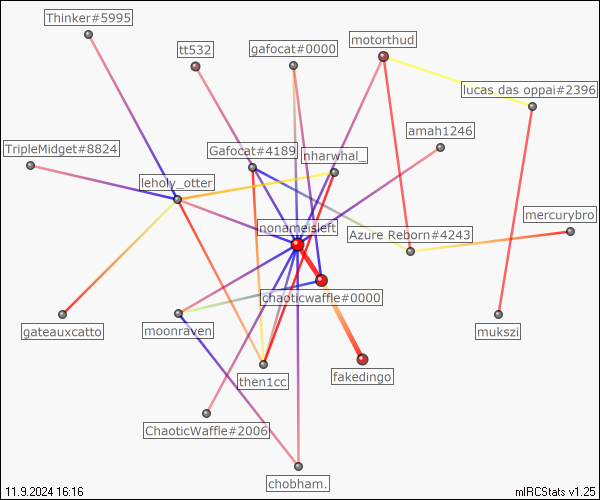 Thinker#5995
tt532
gafocat#0000
motorthud
lucas das oppai#2396
amah1246
TripleMidget#8824
Gafocat#4189
nharwhal_
leholy_otter
mercurybro
nonameisleft
Azure Reborn#4243
chaoticwaffle#0000
gateauxcatto
moonraven
mukszi
then1cc
fakedingo
ChaoticWaffle#2006
chobham.
11.9.2024 16:16
mIRCStats v1.25